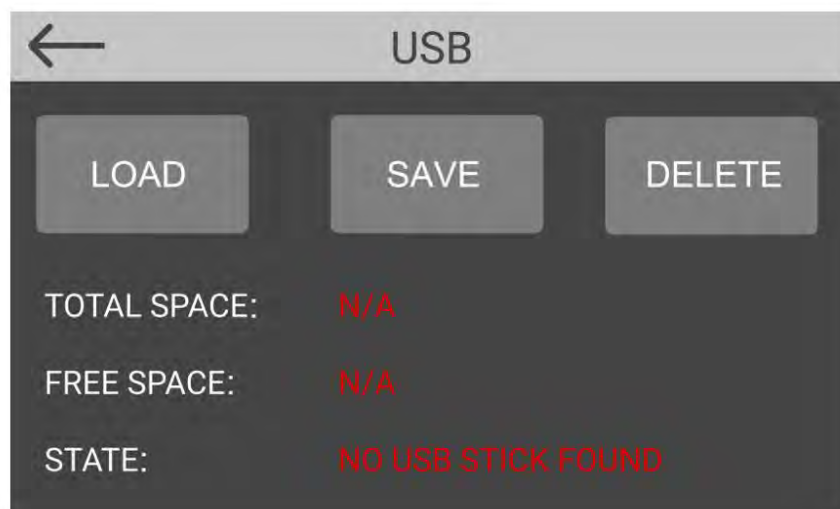 USB
LOAD SAVE DELETE
TOTAL SPACE: N/A
FREE SPACE: N/A
STATE: NO USB STICK FOUND